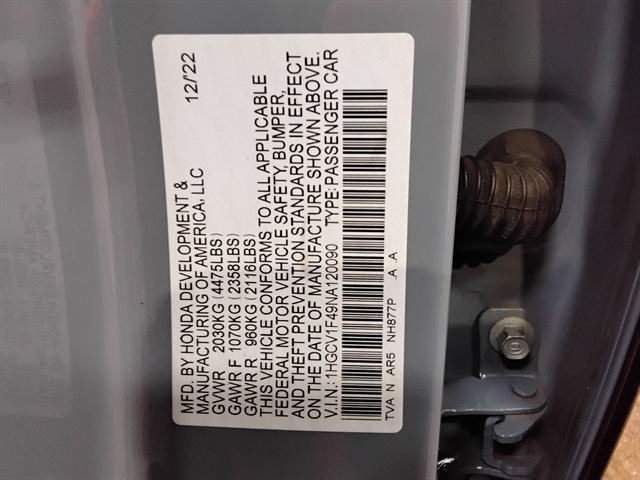 MFD. BY HONDA DEVELOPMENT &
MANUFACTURING OF AMERICA, LLC 12/'22
GVWR 2030KG (4475LBS)
GAWR F 1070KG (2358LBS)
GAWR R 960KG (2116LBS)
THIS VEHICLE CONFORMS TO ALL APPLICABLE
FEDERAL MOTOR VEHICLE SAFETY, BUMPER,
AND THEFT PREVENTION STANDARDS IN EFFECT
ON THE DATE OF MANUFACTURE SHOWN ABOVE.
V.I.N.: 1HGCV1F49NA120090 TYPE: PASSENGER CAR
TVA N AR5 NH877P .A .A